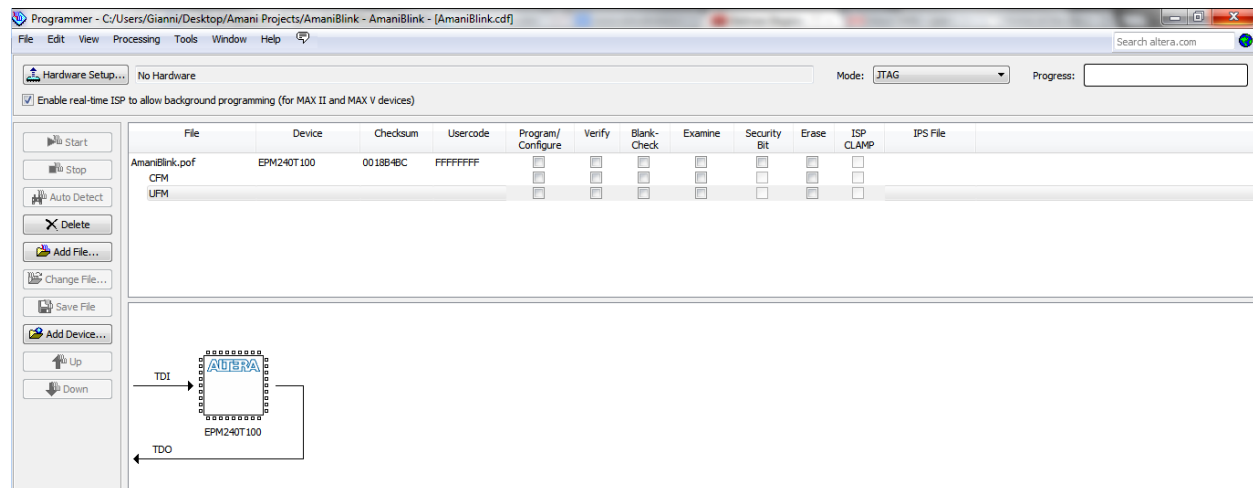 Programmer - C:/Users/Gianni/Desktop/Amani Projects/AmaniBlink - AmaniBlink - [AmaniBlink.cdf]
File Edit View Processing Tools Window Help Search altera.com
Hardware Setup... No Hardware Mode: JTAG Progress:
Enable real-time ISP to allow background programming (for MAX II and MAX V devices)
File Device Checksum Usercode Program/ Verify Blank- Examine Security Erase ISP IPS File
Configure Check Bit CLAMP
Start
Stop
Auto Detect
Delete
Add File...
Change File...
Save File
Add Device...
Up
Down
AmaniBlink.pof EPM240T100 0018B4BC FFFFFFFF
CFM
UFM
ALTERA
TDI
EPM240T100
TDO